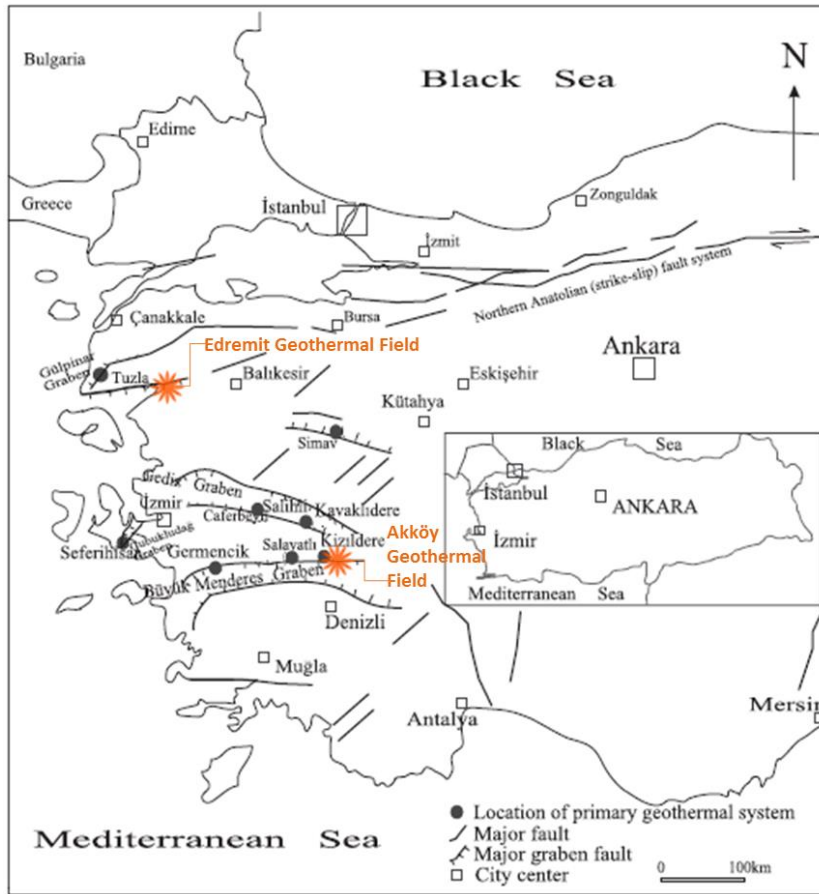 Bulgaria
Black Sea
N
Edirne
Greece
İstanbul
Zonguldak
İzmit
Northern Anatolian (strike-slip) fault system
Çanakkale
Bursa
Edremit Geothermal Field
Gülpinar
Graben
Tuzla
Balıkesir
Eskişehir
Ankara
Kütahya
Simav
Black Sea
İstanbul
ANKARA
İzmir
Mediterranean Sea
Graben
İzmir
Salihli
Caferbeyli
Kavaklıdere
Akköy
Geothermal
Field
Seferihisar
Germencik
Salavatlı
Kızıldere
Büyük Menderes Graben
Denizli
Muğla
Antalya
Mersin
Location of primary geothermal system
Major fault
Major graben fault
City center
0 100km
Mediterranean Sea